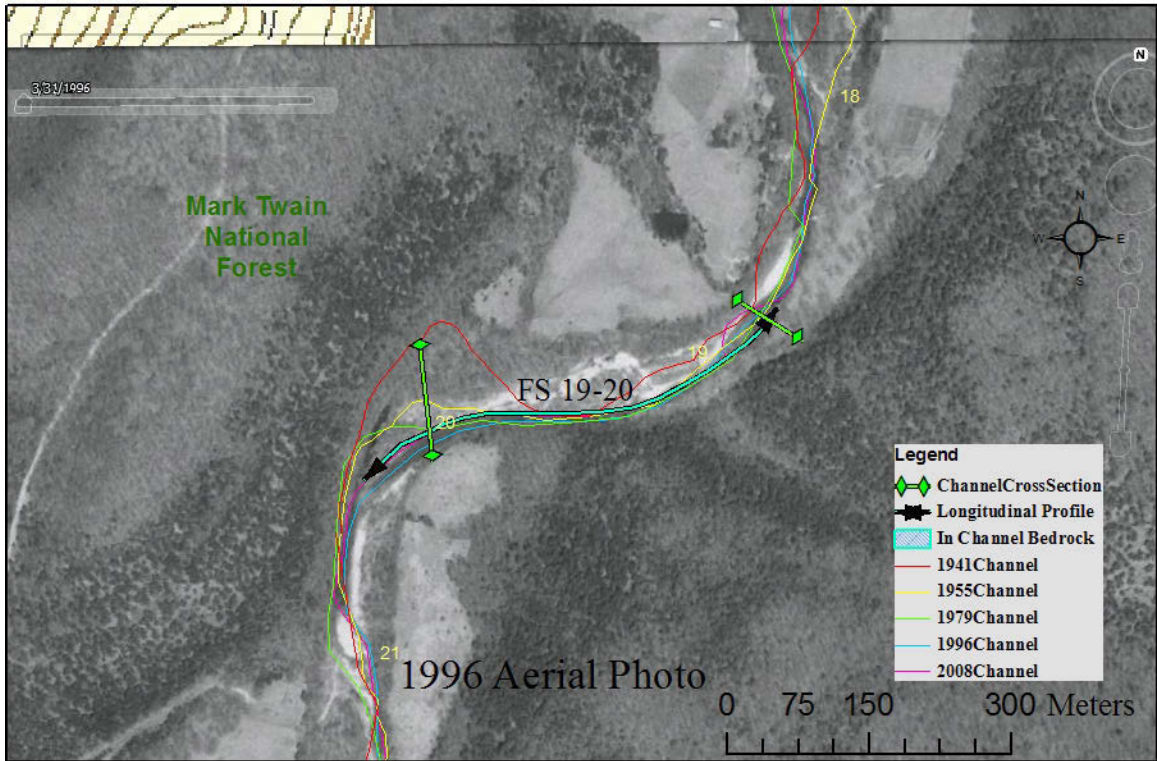 3/31/1996
N
18
Mark Twain
National
Forest
N
W E
S
19
FS 19-20
20
Legend
ChannelCrossSection
Longitudinal Profile
In Channel Bedrock
1941Channel
1955Channel
1979Channel
1996Channel
2008Channel
21
1996 Aerial Photo
0 75 150 300 Meters